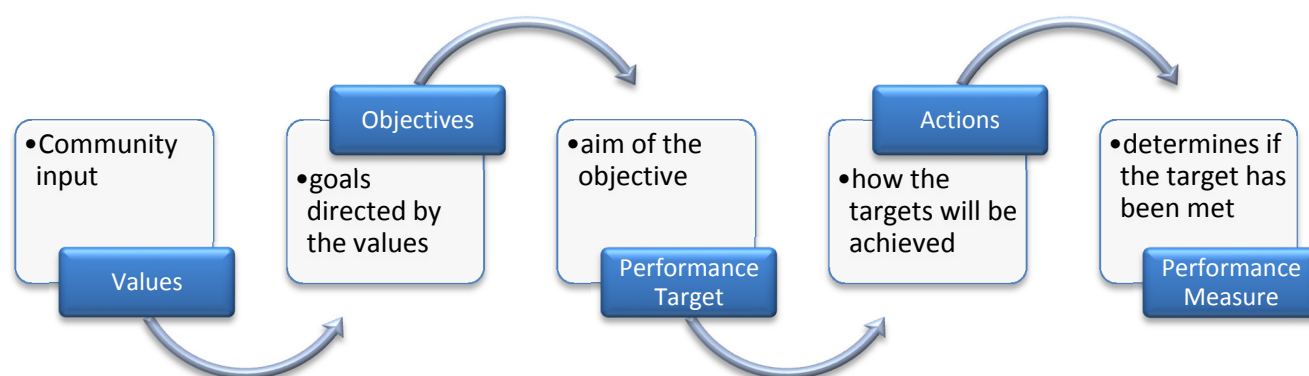 •Community
input
Values
Objectives
•goals
directed by
the values
•aim of the
objective
Performance
Target
Actions
•how the
targets will be
achieved
•determines if
the target has
been met
Performance
Measure